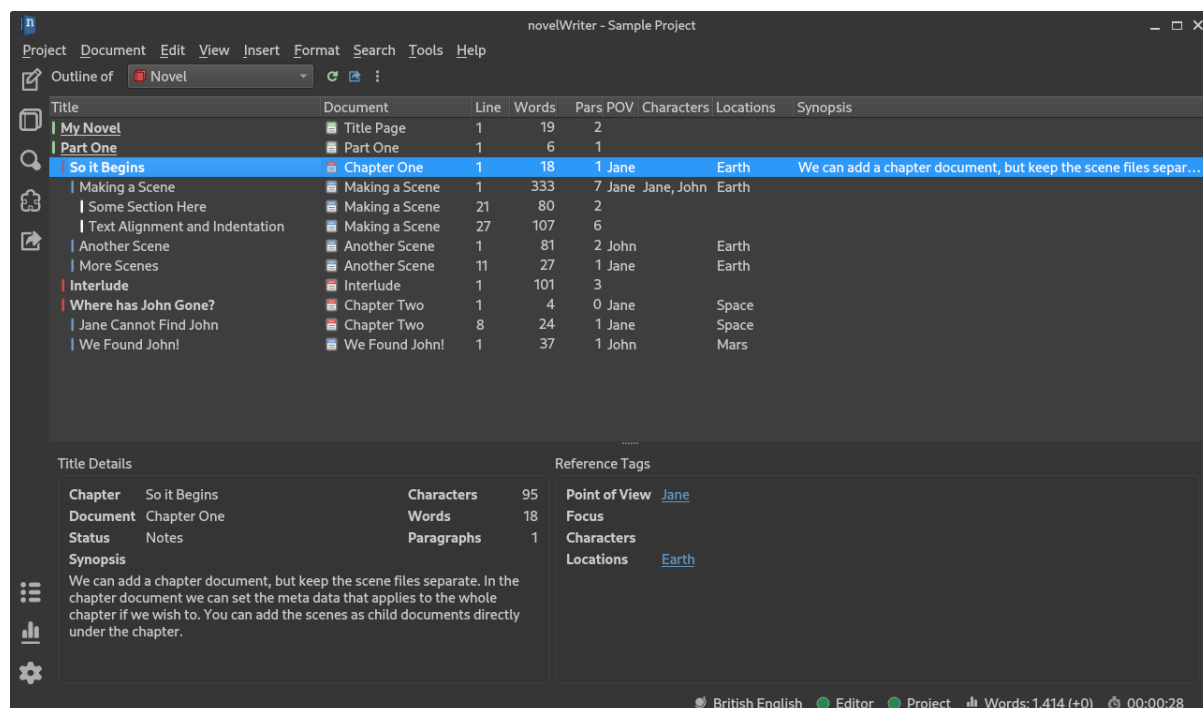 novelWriter - Sample Project
Project Document Edit View Insert Format Search Tools Help
Outline of Novel
Title Document Line Words Pars POV Characters Locations Synopsis
My Novel Title Page 1 19 2
Part One Part One 1 6 1
So it Begins Chapter One 1 18 1 Jane Earth We can add a chapter document, but keep the scene files separ...
Making a Scene Making a Scene 1 333 7 Jane Jane, John Earth
Some Section Here Making a Scene 21 80 2
Text Alignment and Indentation Making a Scene 27 107 6
Another Scene Another Scene 1 81 2 John Earth
More Scenes Another Scene 11 27 1 Jane Earth
Interlude Interlude 1 101 3
Where has John Gone? Chapter Two 1 4 0 Jane Space
Jane Cannot Find John Chapter Two 8 24 1 Jane Space
We Found John! We Found John! 1 37 1 John Mars
Title Details
Chapter So it Begins Characters 95
Document Chapter One Words 18
Status Notes Paragraphs 1
Synopsis
We can add a chapter document, but keep the scene files separate. In the
chapter document we can set the meta data that applies to the whole
chapter if we wish to. You can add the scenes as child documents directly
under the chapter.
Reference Tags
Point of View Jane
Focus
Characters
Locations Earth
British English Editor Project Words: 1,414 (+0) 00:00:28